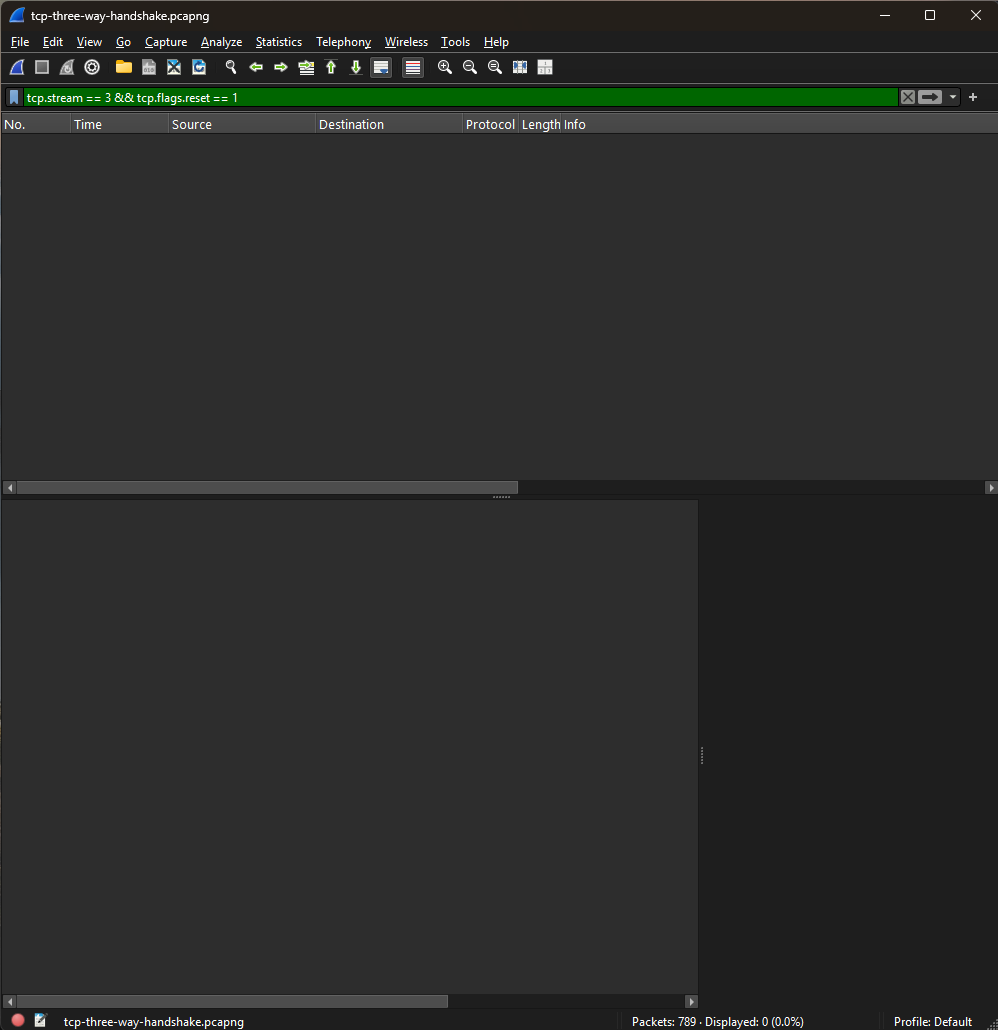 tcp-three-way-handshake.pcapng
File Edit View Go Capture Analyze Statistics Telephony Wireless Tools Help
tcp.stream == 3 && tcp.flags.reset == 1
No. Time Source Destination Protocol Length Info
tcp-three-way-handshake.pcapng Packets: 789 · Displayed: 0 (0.0%) Profile: Default